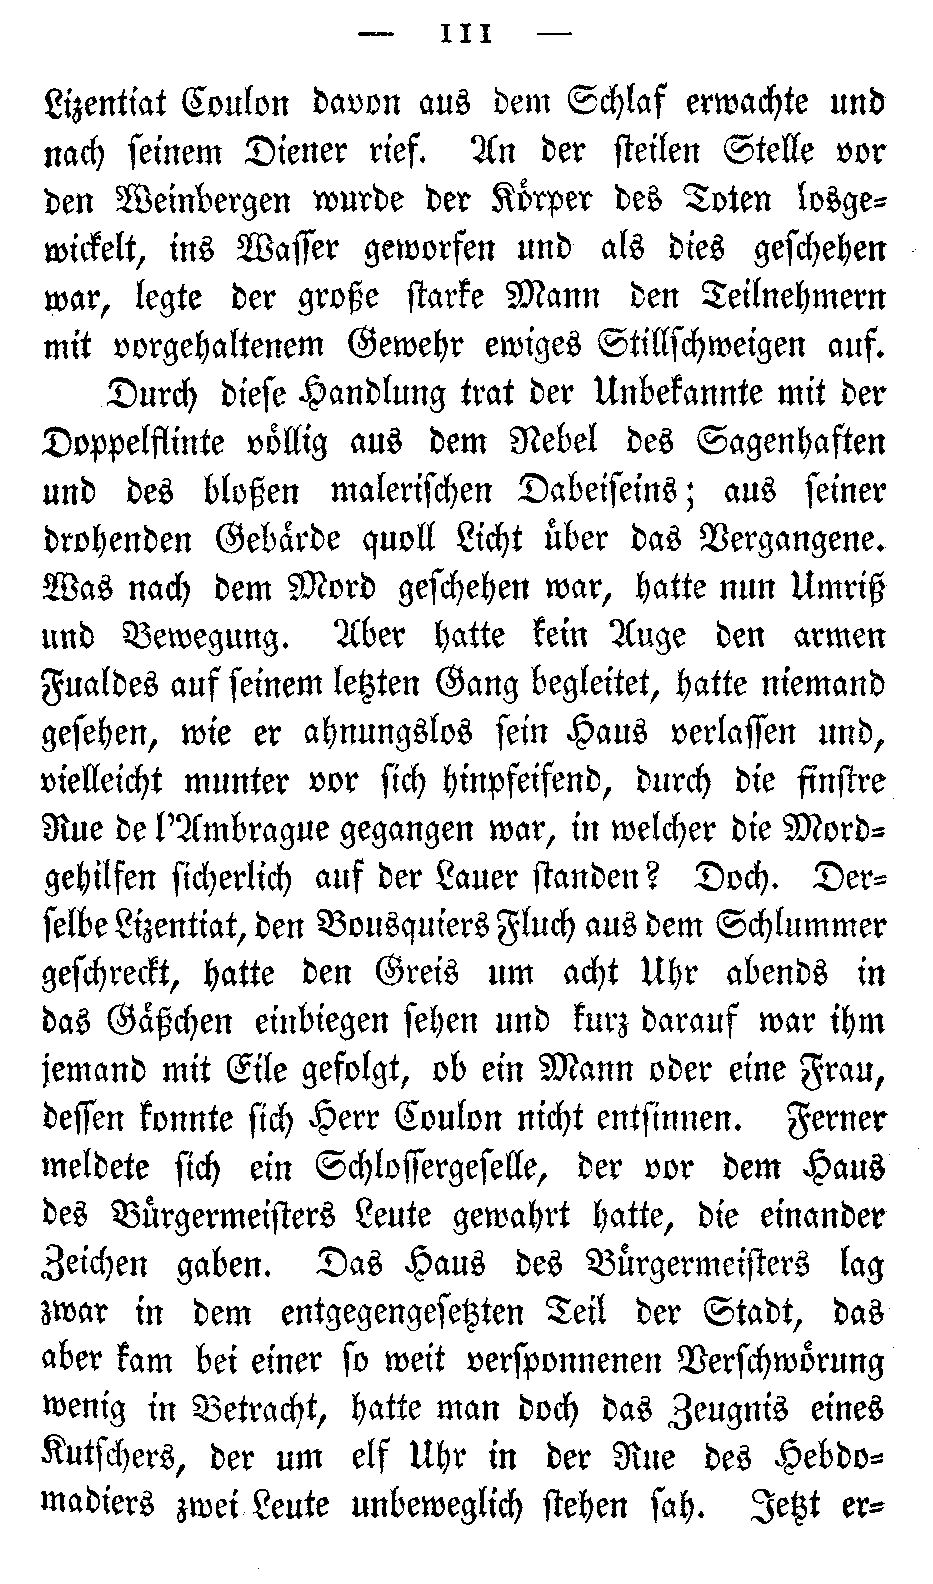 — 111 —
Lizentiat Coulon davon aus dem Schlaf erwachte und
nach seinem Diener rief. An der steilen Stelle vor
den Weinbergen wurde der Körper des Toten losge-
wickelt, ins Wasser geworfen und als dies geschehen
war, legte der große starke Mann den Teilnehmern
mit vorgehaltenem Gewehr ewiges Stillschweigen auf.
Durch diese Handlung trat der Unbekannte mit der
Doppelflinte völlig aus dem Nebel des Sagenhaften
und des bloßen malerischen Dabeiseins; aus seiner
drohenden Gebärde quoll Licht über das Vergangene.
Was nach dem Mord geschehen war, hatte nun Umriß
und Bewegung. Aber hatte kein Auge den armen
Fualdes auf seinem letzten Gang begleitet, hatte niemand
gesehen, wie er ahnungslos sein Haus verlassen und,
vielleicht munter vor sich hinpfeifend, durch die finstre
Rue de l'Ambrague gegangen war, in welcher die Mord-
gehilfen sicherlich auf der Lauer standen? Doch. Der-
selbe Lizentiat, den Bousquiers Fluch aus dem Schlummer
geschreckt, hatte den Greis um acht Uhr abends in
das Gäßchen einbiegen sehen und kurz darauf war ihm
jemand mit Eile gefolgt, ob ein Mann oder eine Frau,
dessen konnte sich Herr Coulon nicht entsinnen. Ferner
meldete sich ein Schlossergeselle, der vor dem Haus
des Bürgermeisters Leute gewahrt hatte, die einander
Zeichen gaben. Das Haus des Bürgermeisters lag
zwar in dem entgegengesetzten Teil der Stadt, das
aber kam bei einer so weit versponnenen Verschwörung
wenig in Betracht, hatte man doch das Zeugnis eines
Kutschers, der um elf Uhr in der Rue des Hebdo-
madiers zwei Leute unbeweglich stehen sah. Jetzt er-